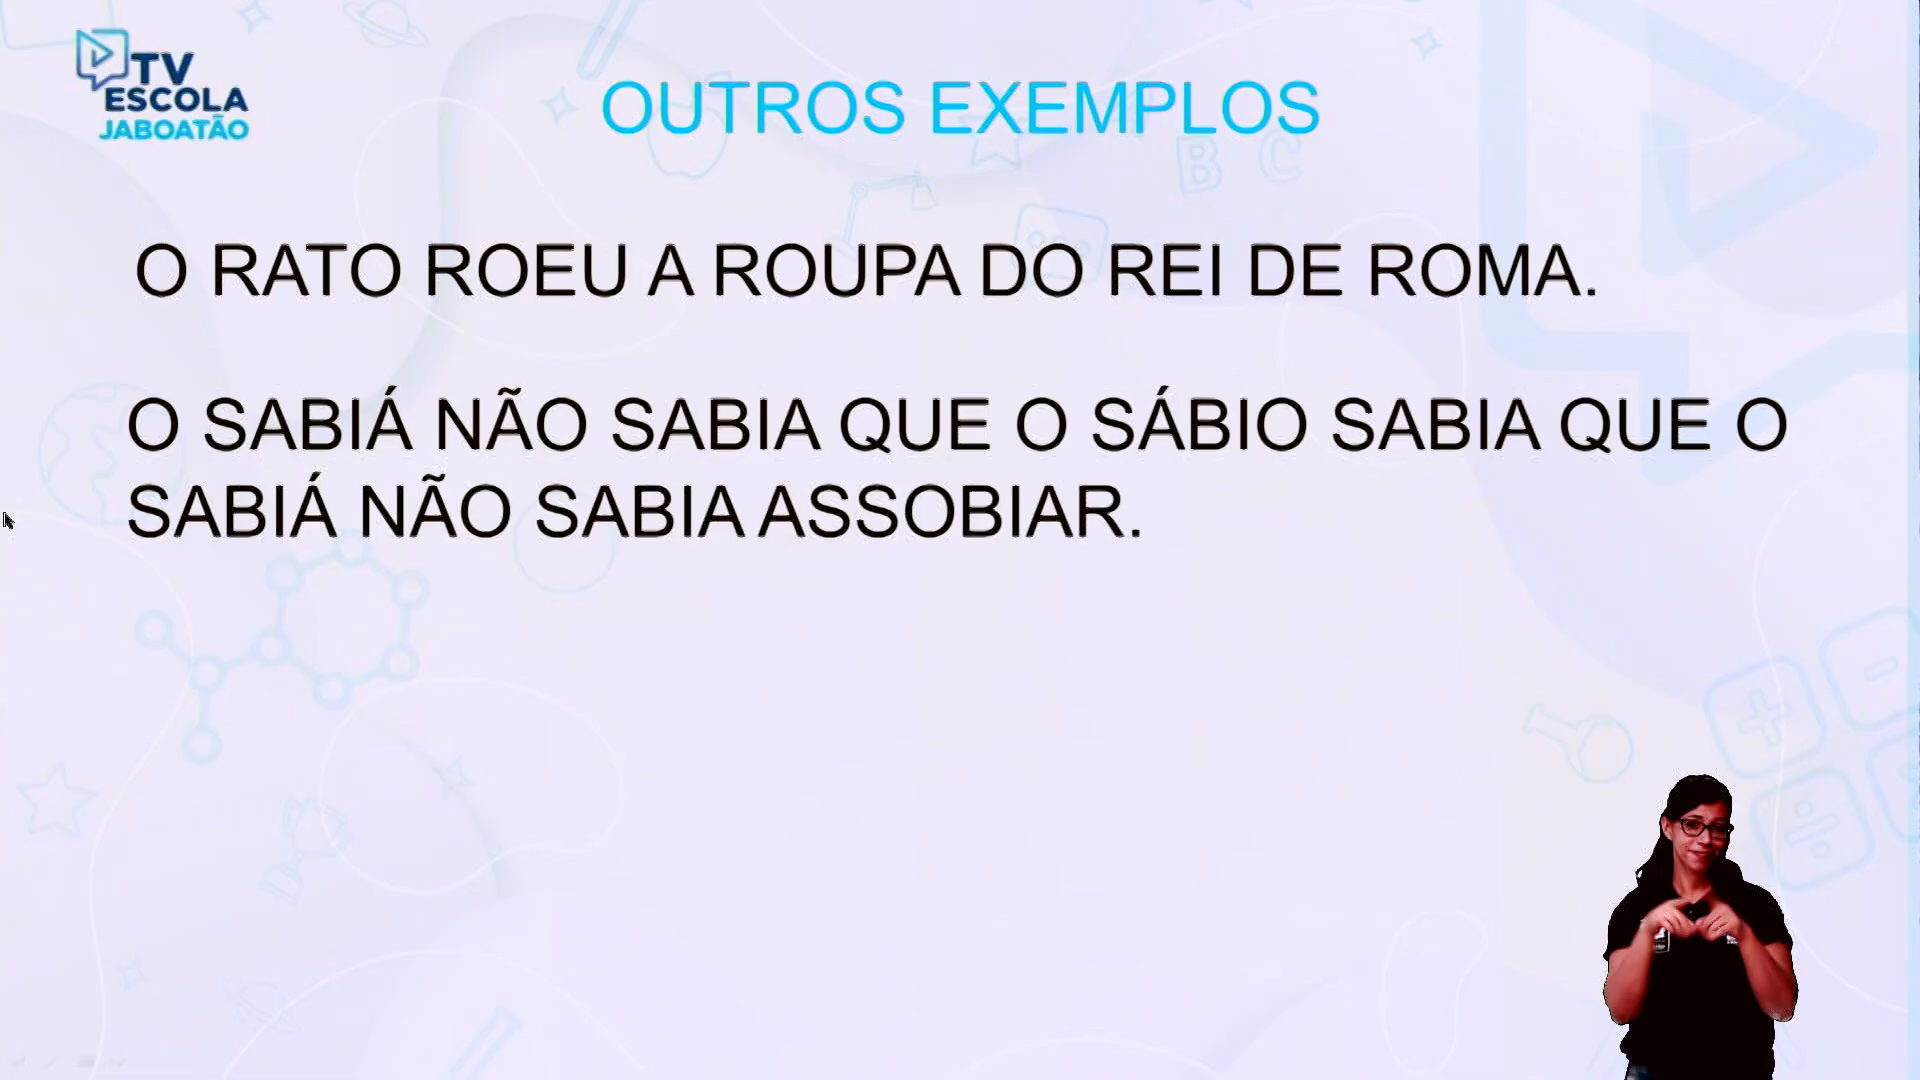 TV
ESCOLA
JABOATÃO
OUTROS EXEMPLOS
B C
O RATO ROEU A ROUPA DO REI DE ROMA.
O SABIÁ NÃO SABIA QUE O SÁBIO SABIA QUE O
SABIÁ NÃO SABIA ASSOBIAR.